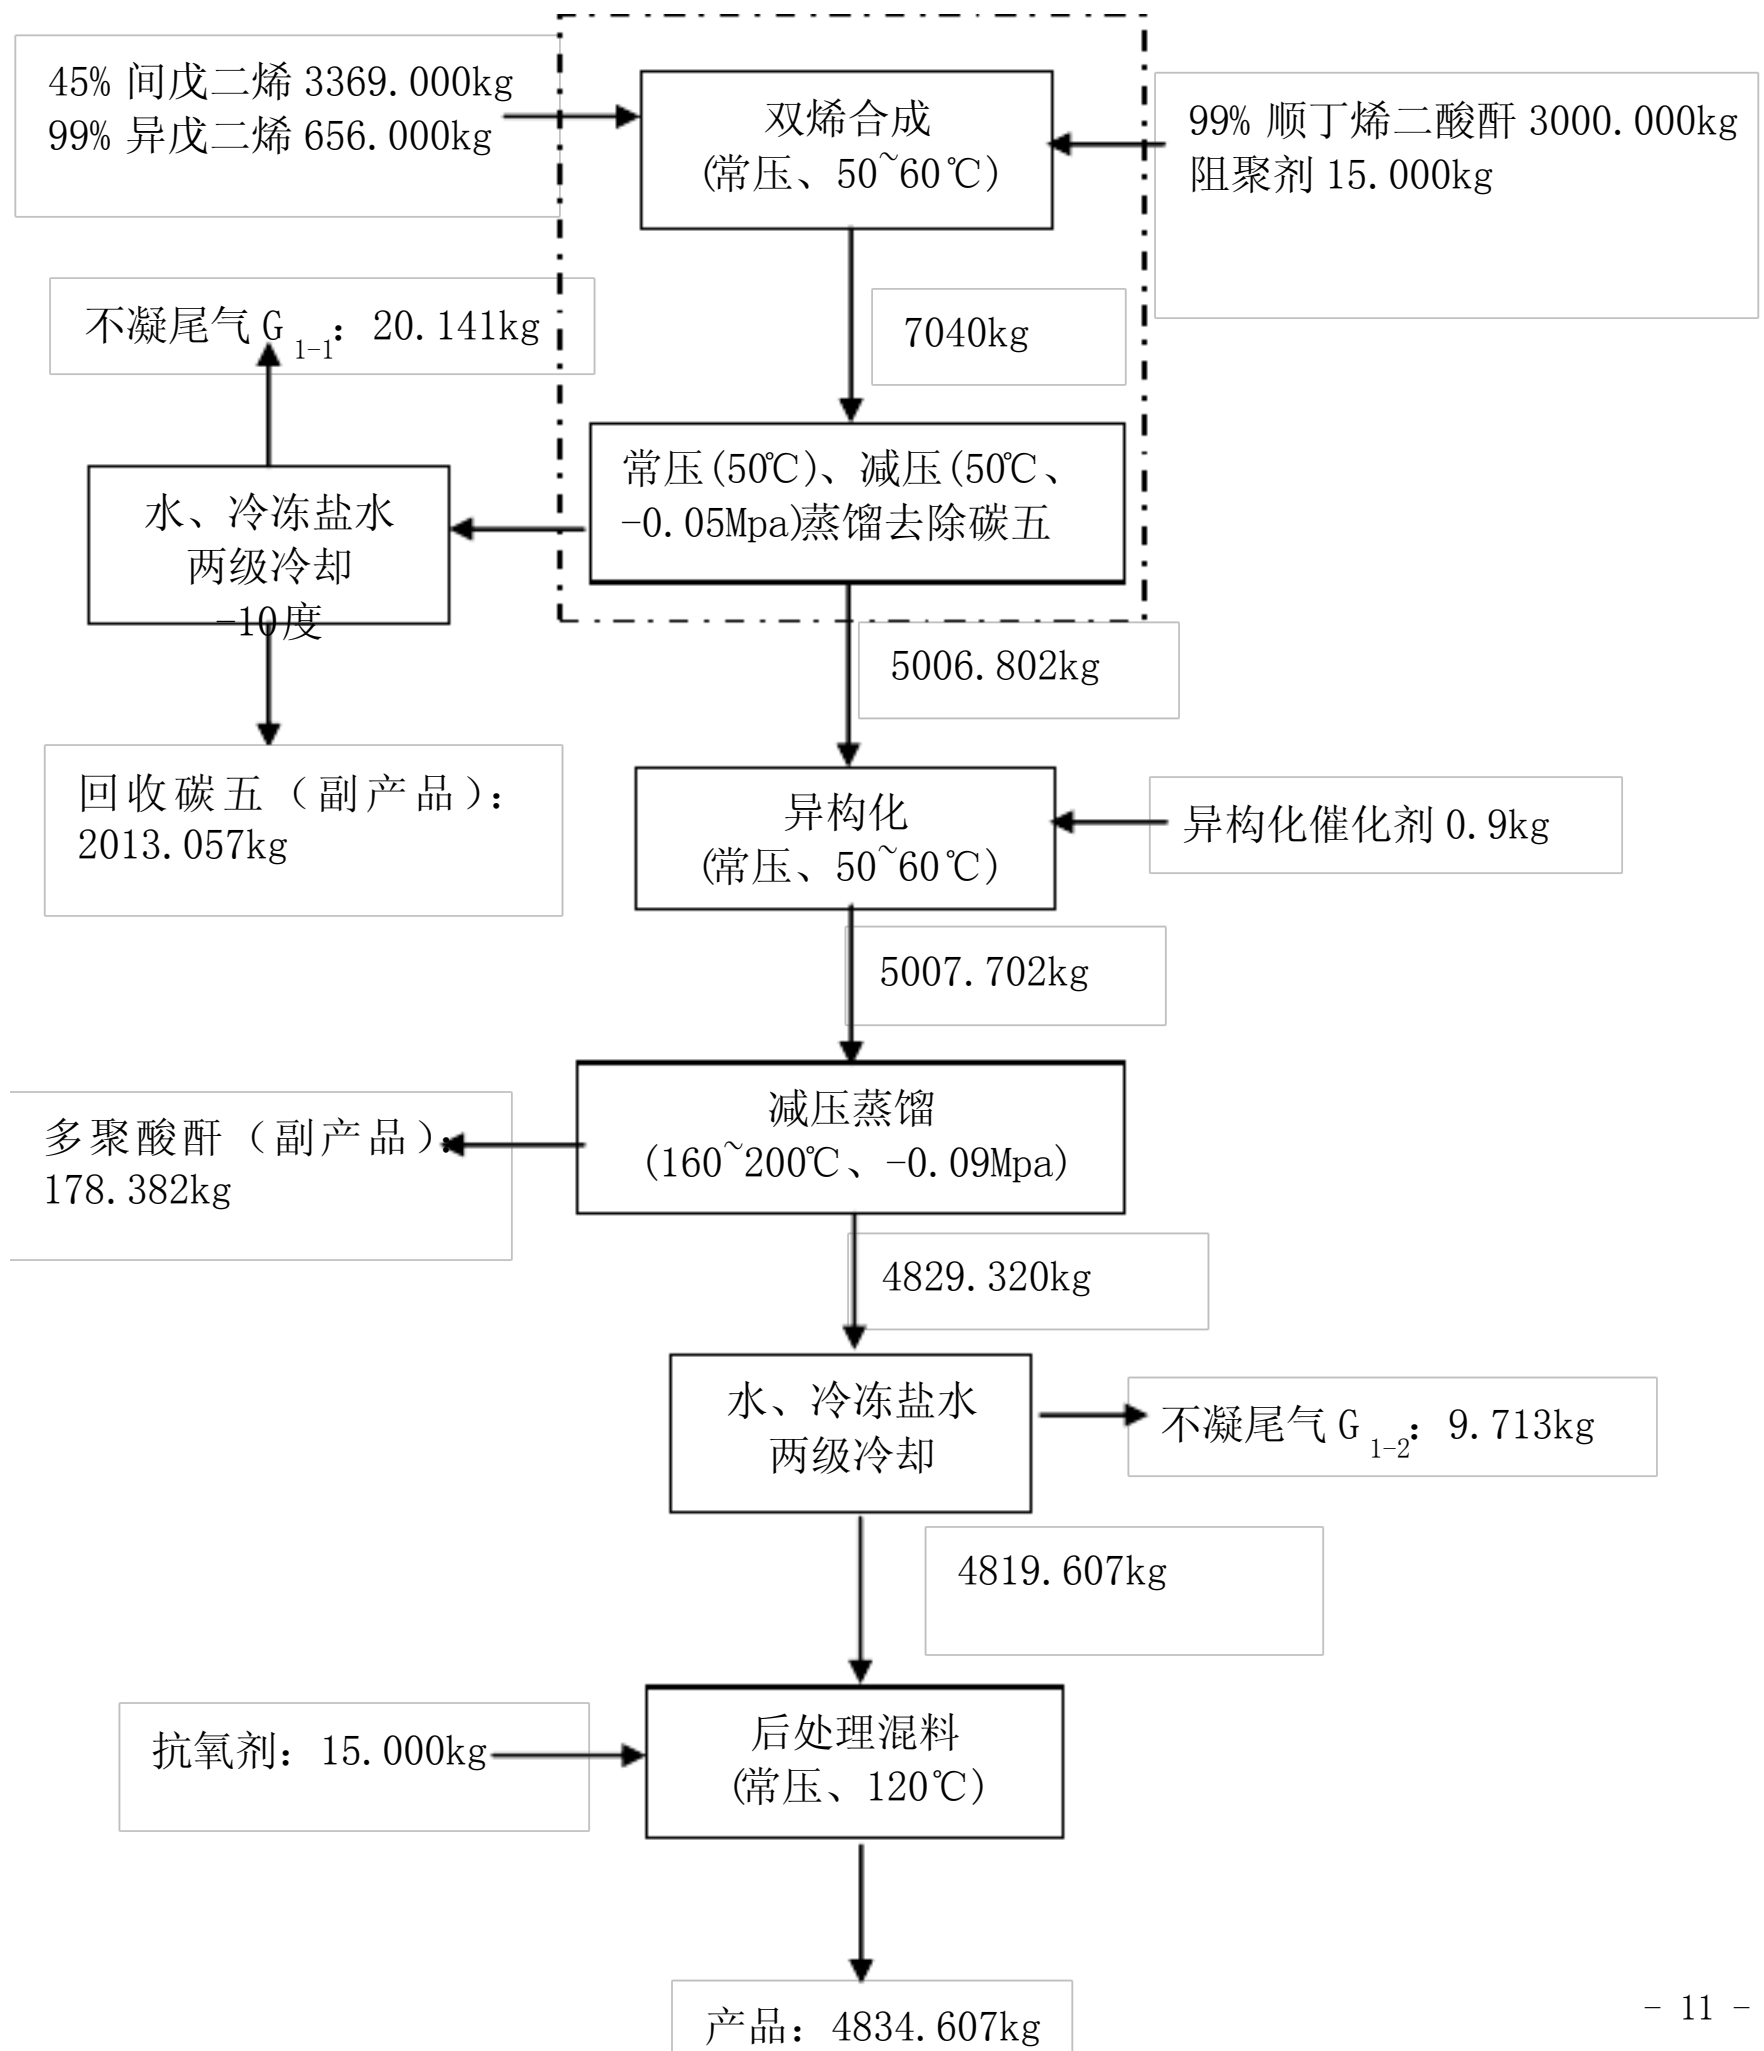 45% 间戊二烯 3369.000kg
99% 异戊二烯 656.000kg
双烯合成
(常压、50~60℃)
99% 顺丁烯二酸酐 3000.000kg
阻聚剂 15.000kg
不凝尾气 G 1-1: 20.141kg
7040kg
常压(50℃)、减压(50℃、
-0.05Mpa)蒸馏去除碳五
水、冷冻盐水
两级冷却
-10度
5006.802kg
回收碳五（副产品）:
2013.057kg
异构化
(常压、50~60℃)
异构化催化剂 0.9kg
5007.702kg
减压蒸馏
(160~200℃、-0.09Mpa)
多聚酸酐（副产品）:
178.382kg
4829.320kg
水、冷冻盐水
两级冷却
不凝尾气 G 1-2: 9.713kg
4819.607kg
抗氧剂: 15.000kg
后处理混料
(常压、120℃)
产品: 4834.607kg
- 11 -